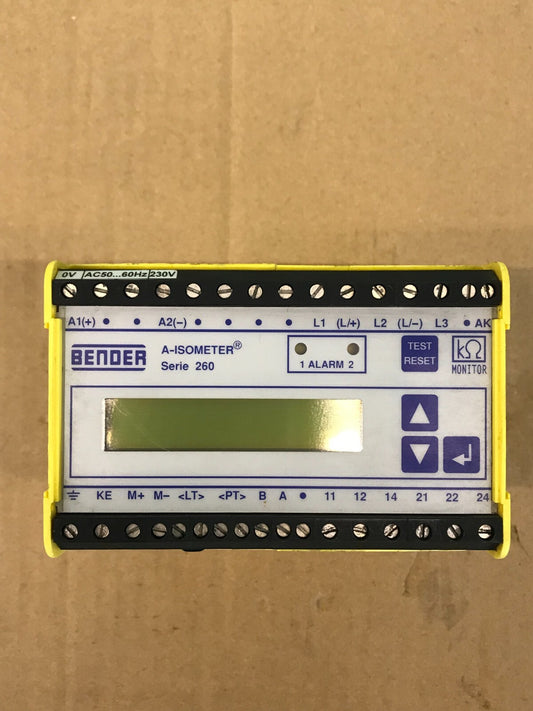 0V AC50...60Hz 230V
A1(+) • • A2(–) • • • • L1 (L/+) L2 (L/–) L3 • AK
BENDER
A-ISOMETER®
Serie 260
1 ALARM 2
TEST
RESET
kΩ
MONITOR
KE M+ M– <LT> <PT> B A • 11 12 14 21 22 24